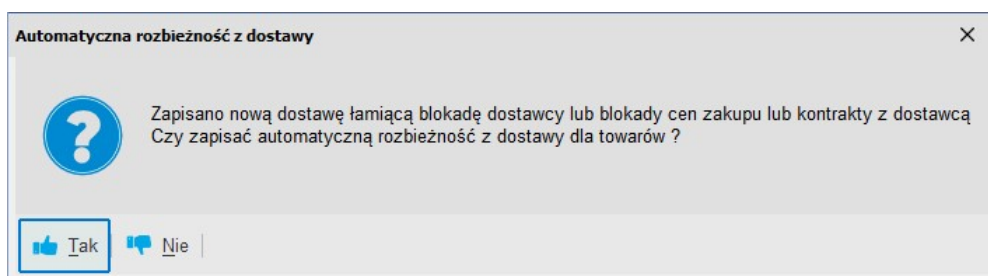 Automatyczna rozbieżność z dostawy
Zapisano nową dostawę łamiącą blokadę dostawcy lub blokady cen zakupu lub kontrakty z dostawcą
Czy zapisać automatyczną rozbieżność z dostawy dla towarów ?
Tak Nie